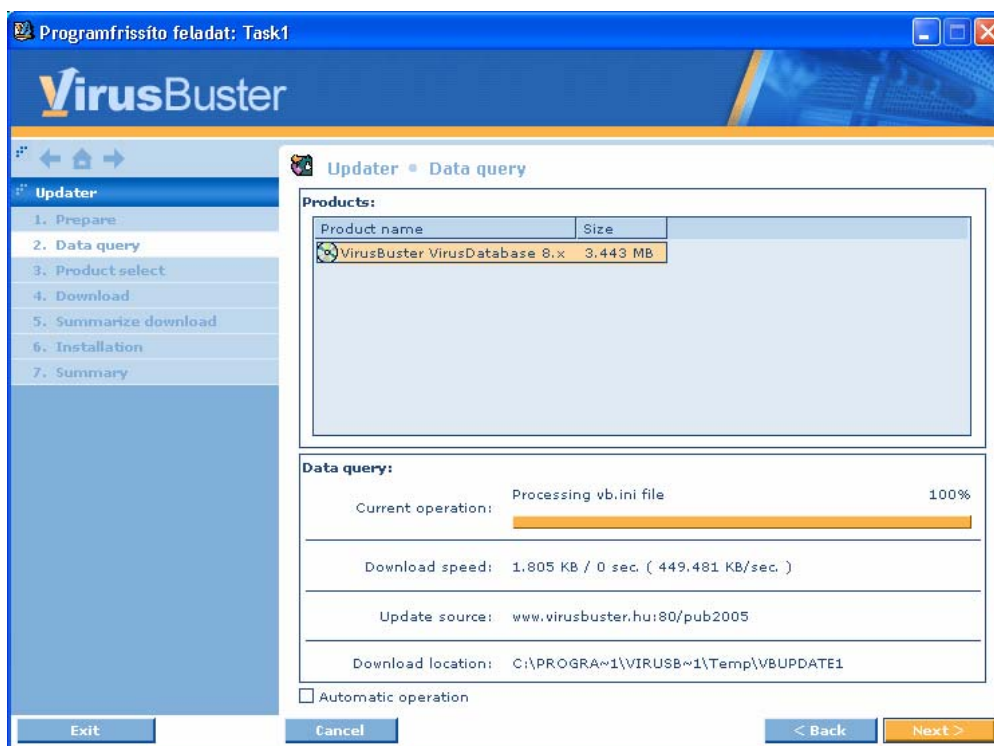 Programfrissíto feladat: Task1
VirusBuster
Updater
1. Prepare
2. Data query
3. Product select
4. Download
5. Summarize download
6. Installation
7. Summary
Updater Data query
Products:
Product name Size
VirusBuster VirusDatabase 8.x 3.443 MB
Data query:
Processing vb.ini file 100%
Current operation:
Download speed: 1.805 KB / 0 sec. ( 449.481 KB/sec. )
Update source: www.virusbuster.hu:80/pub2005
Download location: C:\PROGRA~1\VIRUSB~1\Temp\VBUPDATE1
Automatic operation
Exit Cancel < Back Next >